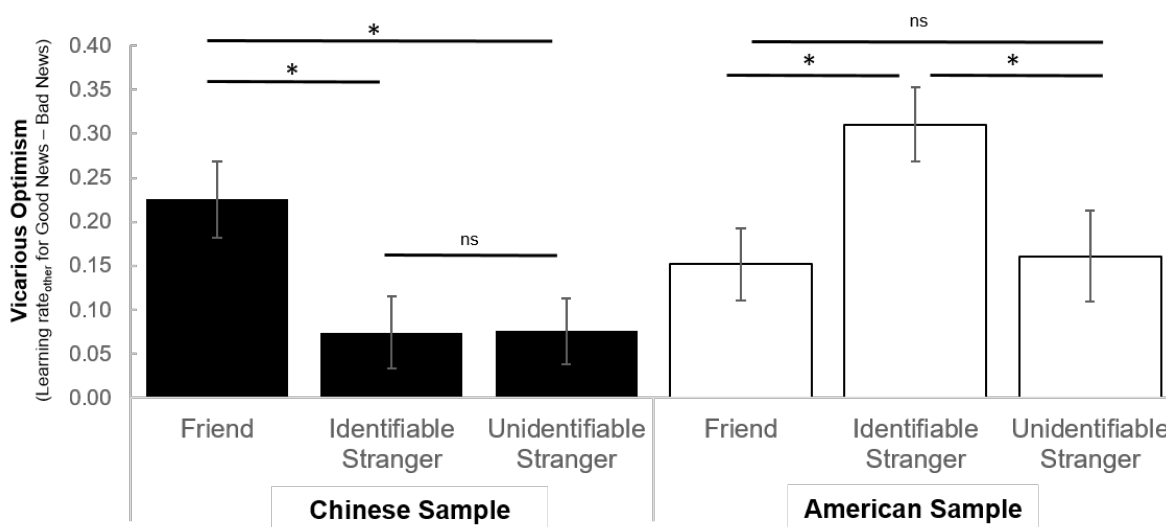 Vicarious Optimism
(Learning rateother for Good News – Bad News)
0.40
0.35
0.30
0.25
0.20
0.15
0.10
0.05
0.00
*
*
ns
ns
*
*
Friend
Identifiable
Stranger
Unidentifiable
Stranger
Friend
Identifiable
Stranger
Unidentifiable
Stranger
Chinese Sample
American Sample